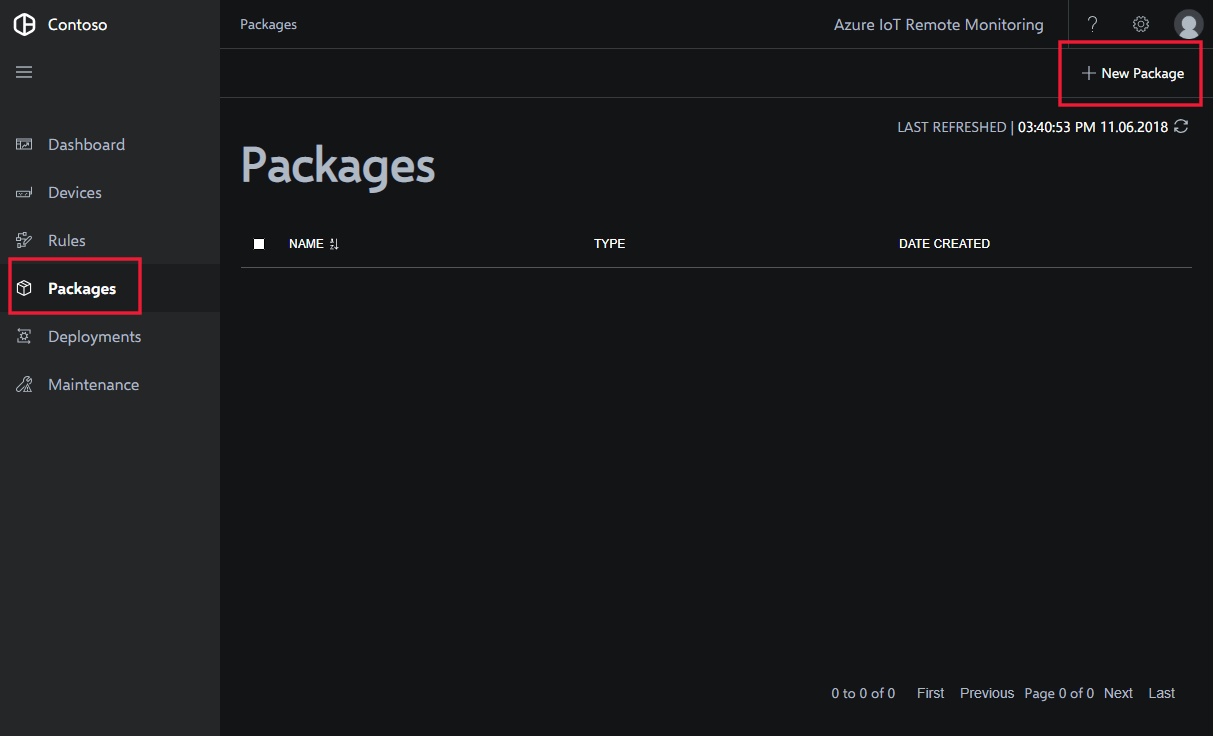 Contoso
Packages
Azure IoT Remote Monitoring
?
+ New Package
LAST REFRESHED | 03:40:53 PM 11.06.2018
Dashboard
Devices
Rules
Packages
Deployments
Maintenance
Packages
NAME TYPE DATE CREATED
0 to 0 of 0 First Previous Page 0 of 0 Next Last